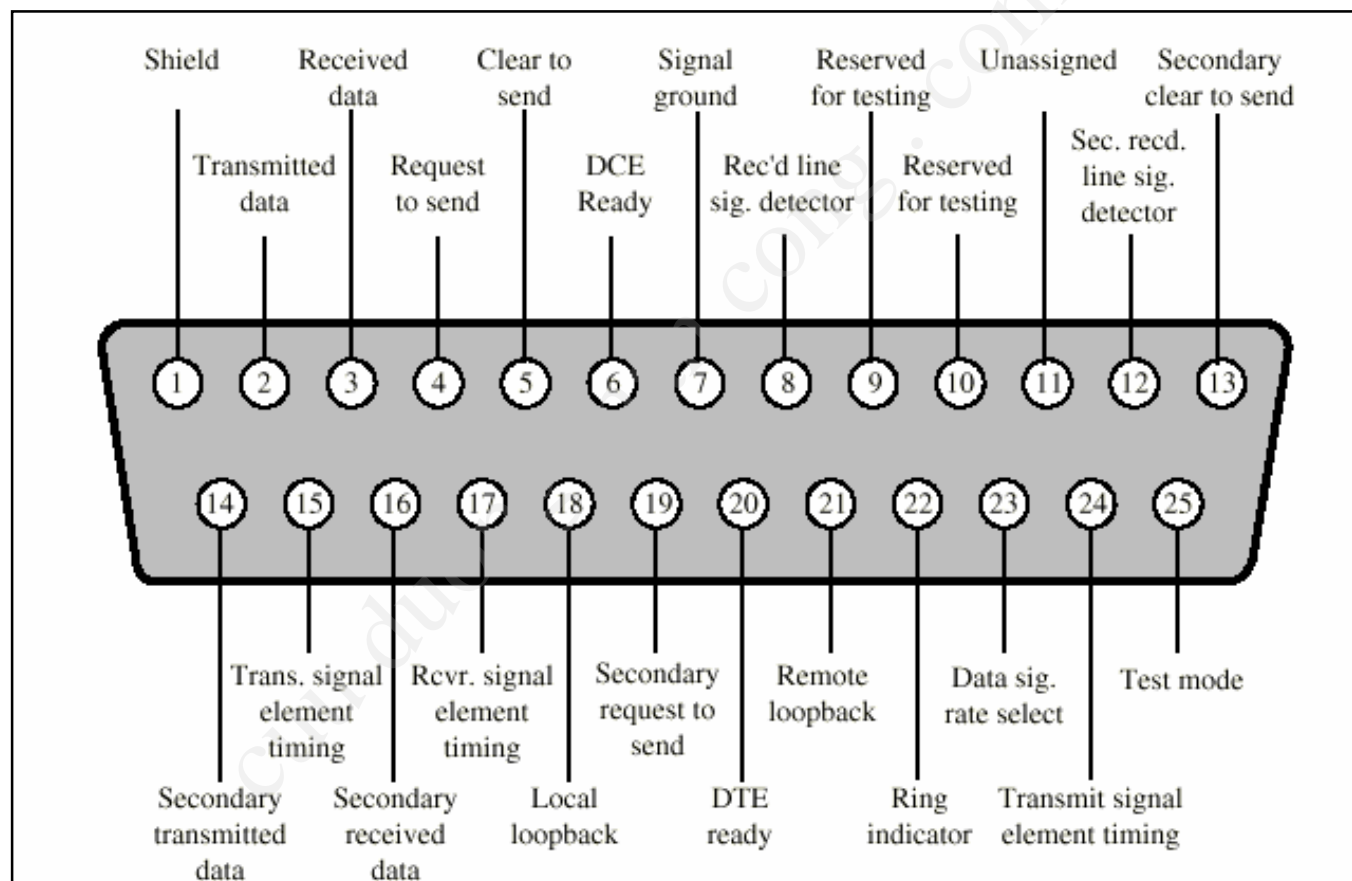 Shield
Received
data
Clear to
send
Signal
ground
Reserved
for testing
Unassigned
Secondary
clear to send
Transmitted
data
Request
to send
DCE
Ready
Rec'd line
sig. detector
Reserved
for testing
Sec. recd.
line sig.
detector
1 2 3 4 5 6 7 8 9 10 11 12 13
14 15 16 17 18 19 20 21 22 23 24 25
Trans. signal
element
timing
Rcvr. signal
element
timing
Secondary
request to
send
Remote
loopback
Data sig.
rate select
Test mode
Secondary
transmitted
data
Secondary
received
data
Local
loopback
DTE
ready
Ring
indicator
Transmit signal
element timing